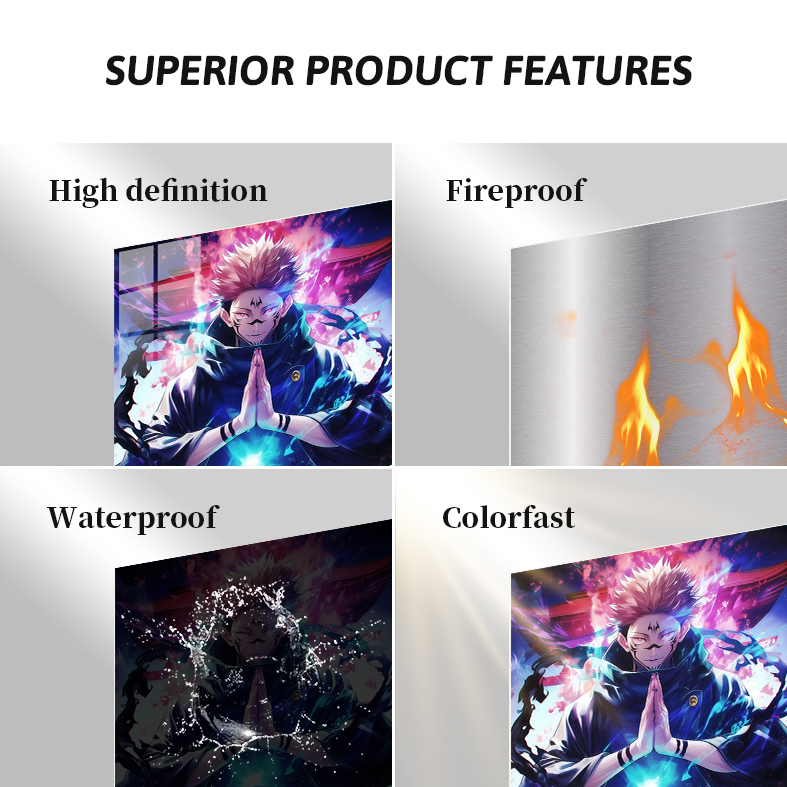 SUPERIOR PRODUCT FEATURES
High definition
Fireproof
Waterproof
Colorfast